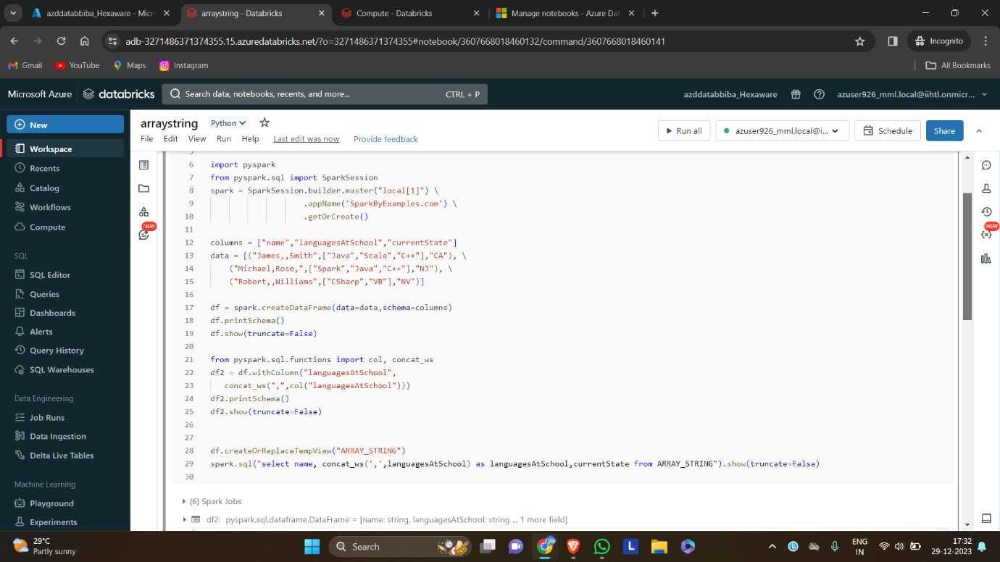 azddatabbiba_Hexaware - Micr
arraystring - Databricks
Compute - Databricks
Manage notebooks - Azure Dat
adb-3271486371374355.15.azuredatabricks.net/?o=3271486371374355#notebook/3607668018460132/command/3607668018460141
Incognito
Gmail
YouTube
Maps
Instagram
All Bookmarks
Microsoft Azure
databricks
Search data, notebooks, recents, and more...
CTRL + P
azddatabbiba_Hexaware
azuser926_mml.local@iihtl.onmicr...
New
Workspace
Recents
Catalog
Workflows
Compute
SQL
SQL Editor
Queries
Dashboards
Alerts
Query History
SQL Warehouses
Data Engineering
Job Runs
Data Ingestion
Delta Live Tables
Machine Learning
Playground
Experiments
arraystring
Python
File Edit View Run Help Last edit was now Provide feedback
Run all
azuser926_mml.local@i...
Schedule
Share
NEW
NEW
5
6 import pyspark
7 from pyspark.sql import SparkSession
8 spark = SparkSession.builder.master("local[1]") \
9 .appName('SparkByExamples.com') \
10 .getOrCreate()
11
12 columns = ["name","languagesAtSchool","currentState"]
13 data = [("James,,Smith",["Java","Scala","C++"],"CA"), \
14 ("Michael,Rose,",["Spark","Java","C++"],"NJ"), \
15 ("Robert,,Williams",["CSharp","VB"],"NV")]
16
17 df = spark.createDataFrame(data=data,schema=columns)
18 df.printSchema()
19 df.show(truncate=False)
20
21 from pyspark.sql.functions import col, concat_ws
22 df2 = df.withColumn("languagesAtSchool",
23 concat_ws(",",col("languagesAtSchool")))
24 df2.printSchema()
25 df2.show(truncate=False)
26
27
28 df.createOrReplaceTempView("ARRAY_STRING")
29 spark.sql("select name, concat_ws(',',languagesAtSchool) as languagesAtSchool,currentState from ARRAY_STRING").show(truncate=False)
30
(6) Spark Jobs
df2: pyspark.sql.dataframe.DataFrame = [name: string, languagesAtSchool: string ... 1 more field]
29°C
Partly sunny
Search
L
L
ENG
IN
17:32
29-12-2023